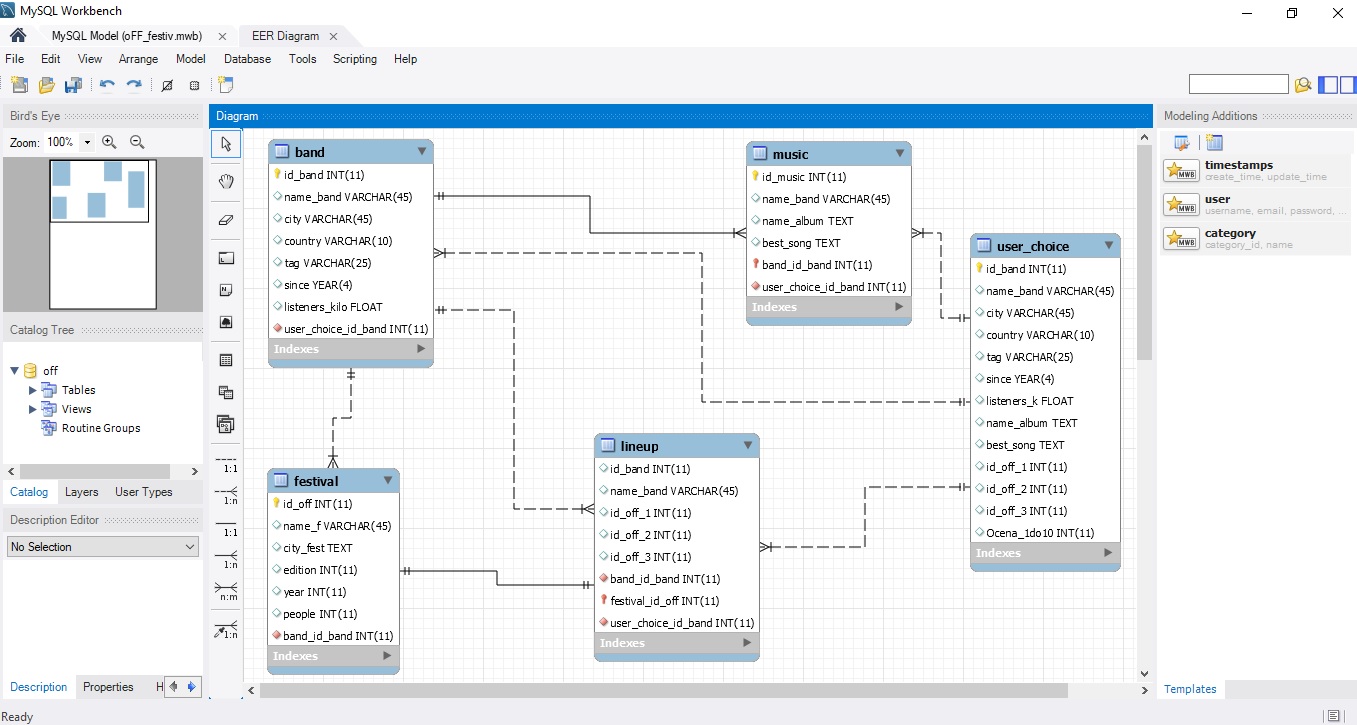 MySQL Workbench
MySQL Model (oFF_festiv.mwb)
EER Diagram
File Edit View Arrange Model Database Tools Scripting Help
Bird's Eye
Zoom: 100%
Catalog Tree
off
Tables
Views
Routine Groups
Catalog Layers User Types
Description Editor
No Selection
Description Properties H
Ready
Diagram
1:1
1:n
1:1
1:n
n:m
1:n
band
id_band INT(11)
name_band VARCHAR(45)
city VARCHAR(45)
country VARCHAR(10)
tag VARCHAR(25)
since YEAR(4)
listeners_kilo FLOAT
user_choice_id_band INT(11)
Indexes
music
id_music INT(11)
name_band VARCHAR(45)
name_album TEXT
best_song TEXT
band_id_band INT(11)
user_choice_id_band INT(11)
Indexes
user_choice
id_band INT(11)
name_band VARCHAR(45)
city VARCHAR(45)
country VARCHAR(10)
tag VARCHAR(25)
since YEAR(4)
listeners_k FLOAT
name_album TEXT
best_song TEXT
id_off_1 INT(11)
id_off_2 INT(11)
id_off_3 INT(11)
Ocena_1do10 INT(11)
Indexes
festival
id_off INT(11)
name_f VARCHAR(45)
city_fest TEXT
edition INT(11)
year INT(11)
people INT(11)
band_id_band INT(11)
Indexes
lineup
id_band INT(11)
name_band VARCHAR(45)
id_off_1 INT(11)
id_off_2 INT(11)
id_off_3 INT(11)
band_id_band INT(11)
festival_id_off INT(11)
user_choice_id_band INT(11)
Indexes
Modeling Additions
MWB
timestamps
create_time, update_time
MWB
user
username, email, password, ...
MWB
category
category_id, name
Templates